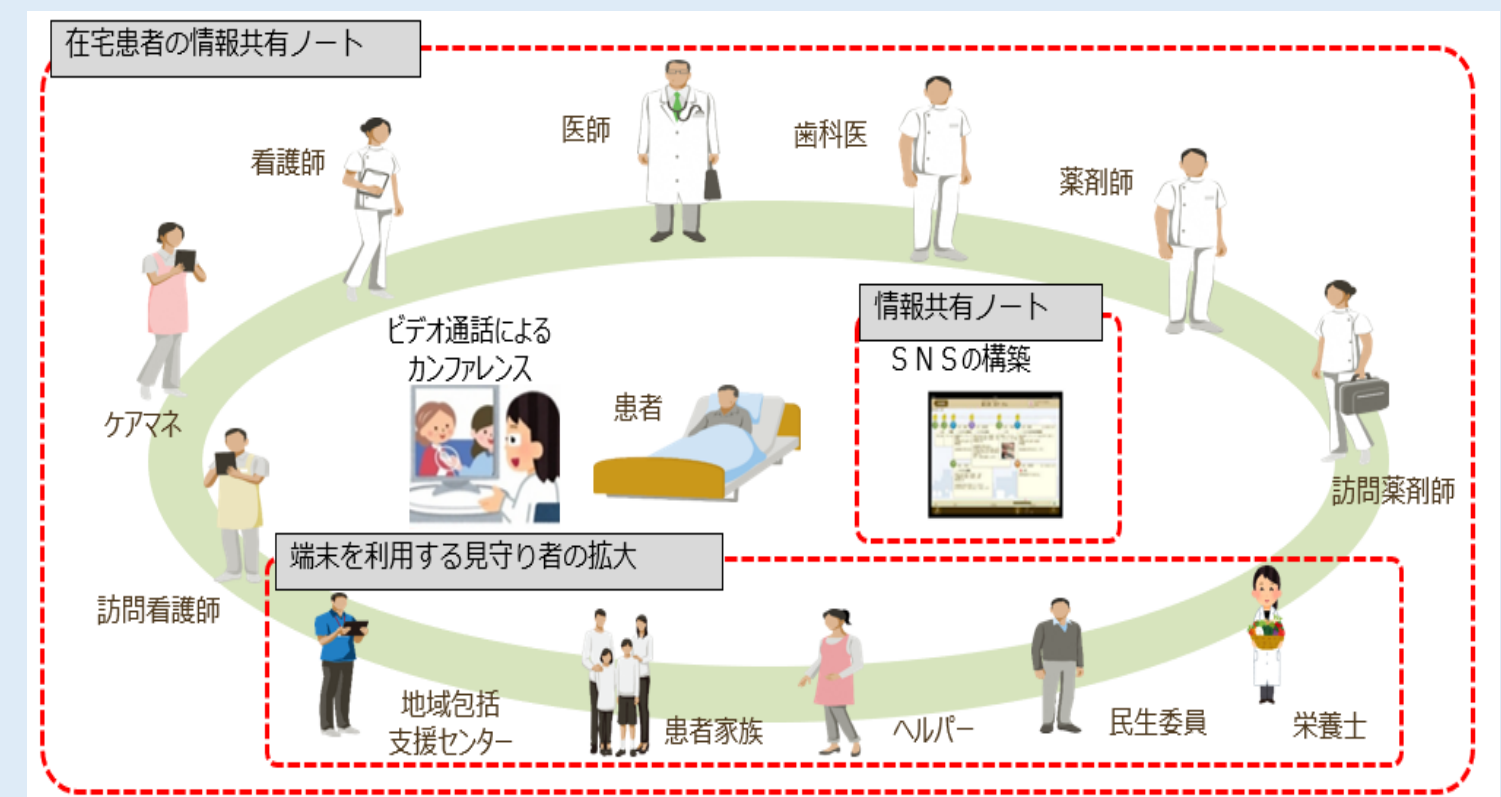 在宅患者の情報共有ノート
医師
歯科医
看護師
薬剤師
情報共有ノート
ビデオ通話による
カンファレンス
SNSの構築
患者
ケアマネ
訪問薬剤師
端末を利用する見守り者の拡大
訪問看護師
地域包括
支援センター
患者家族
ヘルパー
民生委員
栄養士